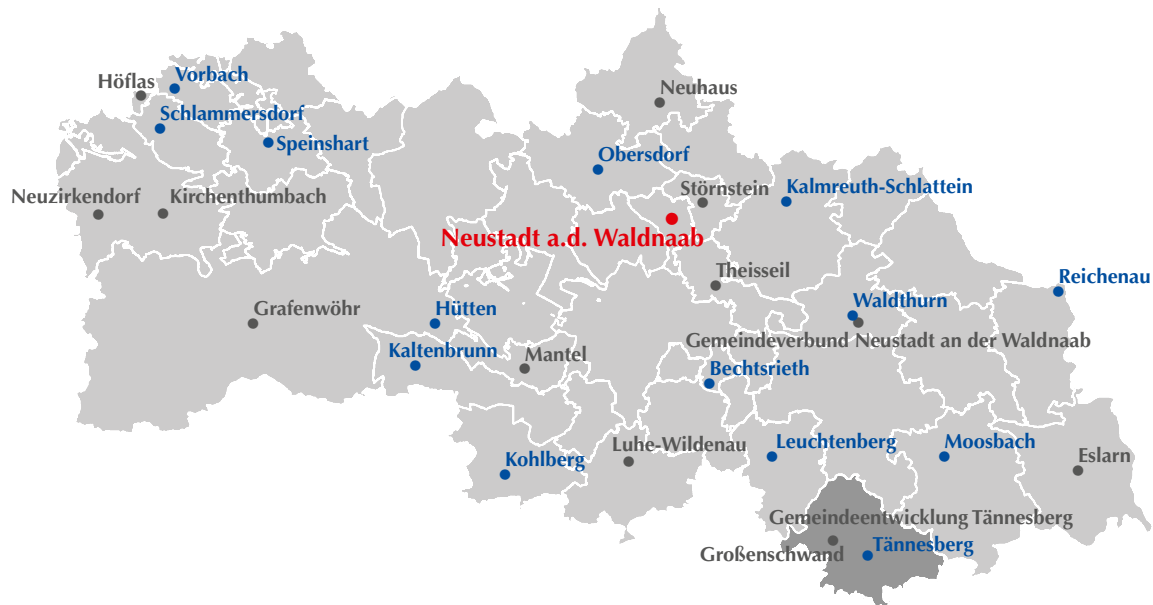 Vorbach
Höflas
Neuhaus
Schlammersdorf
Speinshart
Obersdorf
Störnstein
Kalmreuth-Schlattein
Neuzirkendorf
Kirchenthumbach
Neustadt a.d. Waldnaab
Theisseil
Reichenau
Grafenwöhr
Hütten
Waldthurn
Gemeindeverbund Neustadt an der Waldnaab
Kaltenbrunn
Mantel
Bechtsrieth
Luhe-Wildenau
Leuchtenberg
Moosbach
Eslarn
Kohlberg
Gemeindeentwicklung Tännesberg
Großenschwand
Tännesberg